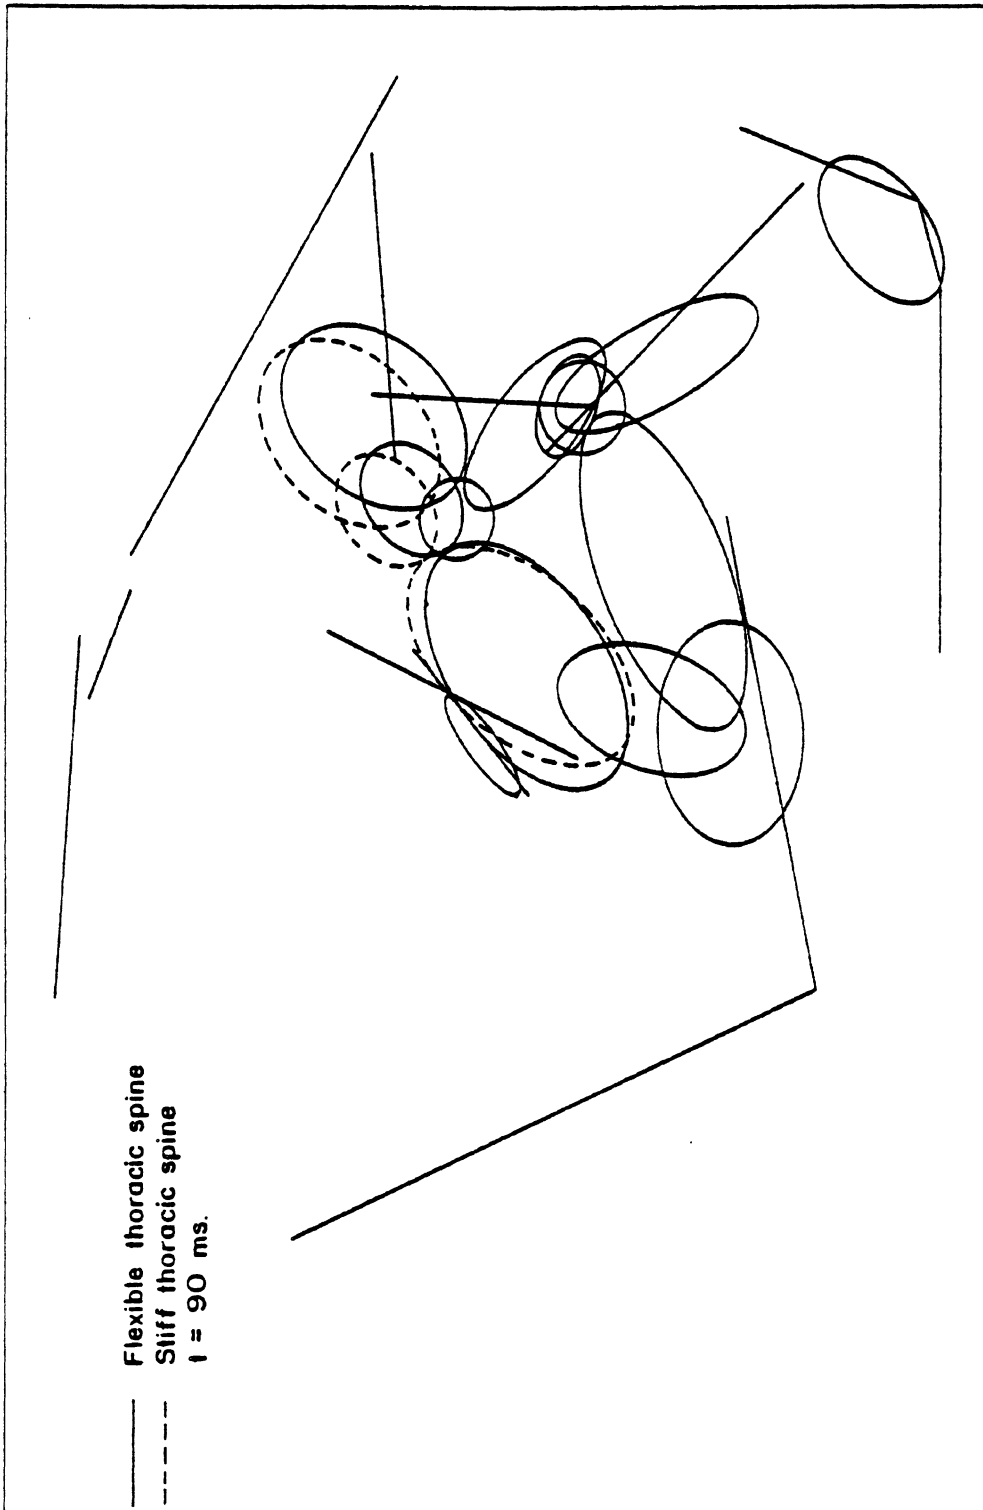 Flexible thoracic spine
Stiff thoracic spine
t = 90 ms.